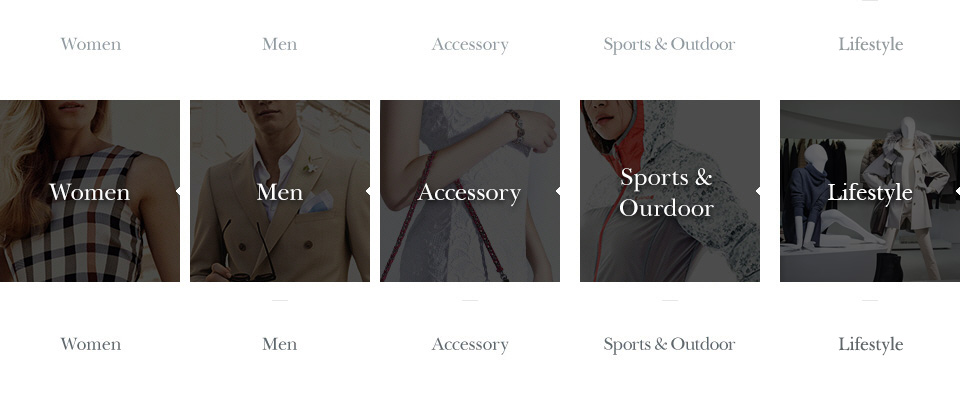 Women
Men
Accessory
Sports & Outdoor
Lifestyle
Women
Men
Accessory
Sports &
Ourdoor
Lifestyle
Women
Men
Accessory
Sports & Outdoor
Lifestyle